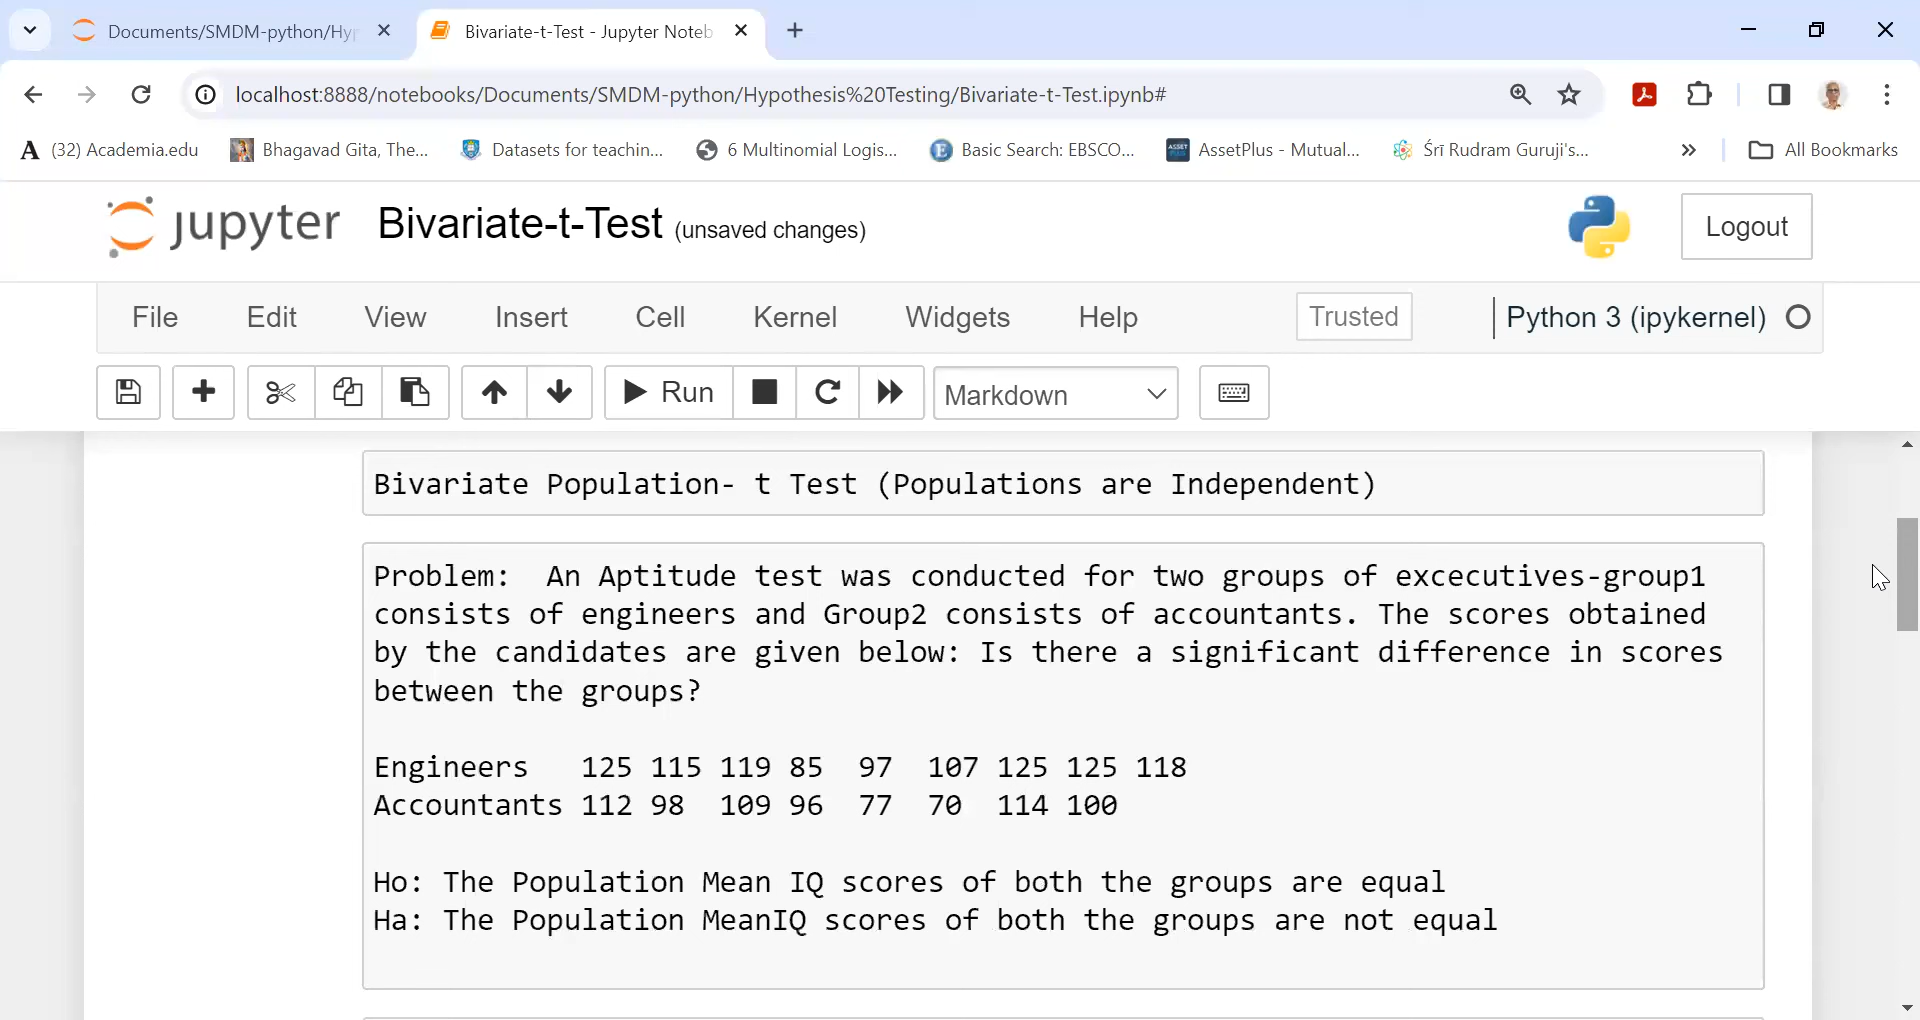 Documents/SMDM-python/Hy
Bivariate-t-Test - Jupyter Noteb
localhost:8888/notebooks/Documents/SMDM-python/Hypothesis%20Testing/Bivariate-t-Test.ipynb#
(32) Academia.edu
Bhagavad Gita, The...
Datasets for teachin...
6 Multinomial Logis...
Basic Search: EBSCO...
ASSET PLUS
AssetPlus - Mutual...
Śrī Rudram Guruji's...
All Bookmarks
jupyter
Bivariate-t-Test (unsaved changes)
Logout
File Edit View Insert Cell Kernel Widgets Help
Trusted
Python 3 (ipykernel)
Run
Markdown
Bivariate Population- t Test (Populations are Independent)
Problem:  An Aptitude test was conducted for two groups of excecutives-group1
consists of engineers and Group2 consists of accountants. The scores obtained
by the candidates are given below: Is there a significant difference in scores
between the groups?
Engineers   125 115 119 85  97  107 125 125 118
Accountants 112 98  109 96  77  70  114 100
Ho: The Population Mean IQ scores of both the groups are equal
Ha: The Population MeanIQ scores of both the groups are not equal